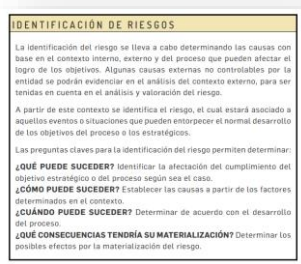 IDENTIFICACIÓN DE RIESGOS
La identificación del riesgo se lleva a cabo determinando las causas con
base en el contexto interno, externo y del proceso que pueden afectar el
logro de los objetivos. Algunas causas externas no controlables por la
entidad se podrán evidenciar en el análisis del contexto externo, para ser
tenidas en cuenta en el análisis y valoración del riesgo.
A partir de este contexto se identifica el riesgo, el cual estará asociado a
aquellos eventos o situaciones que pueden entorpecer el normal desarrollo
de los objetivos del proceso o los estratégicos.
Las preguntas claves para la identificación del riesgo permiten determinar:
¿QUÉ PUEDE SUCEDER? Identificar la afectación del cumplimiento del
objetivo estratégico o del proceso según sea el caso.
¿CÓMO PUEDE SUCEDER? Establecer las causas a partir de los factores
determinados en el contexto.
¿CUÁNDO PUEDE SUCEDER? Determinar de acuerdo con el desarrollo
del proceso.
¿QUÉ CONSECUENCIAS TENDRÍA SU MATERIALIZACIÓN? Determinar los
posibles efectos por la materialización del riesgo.